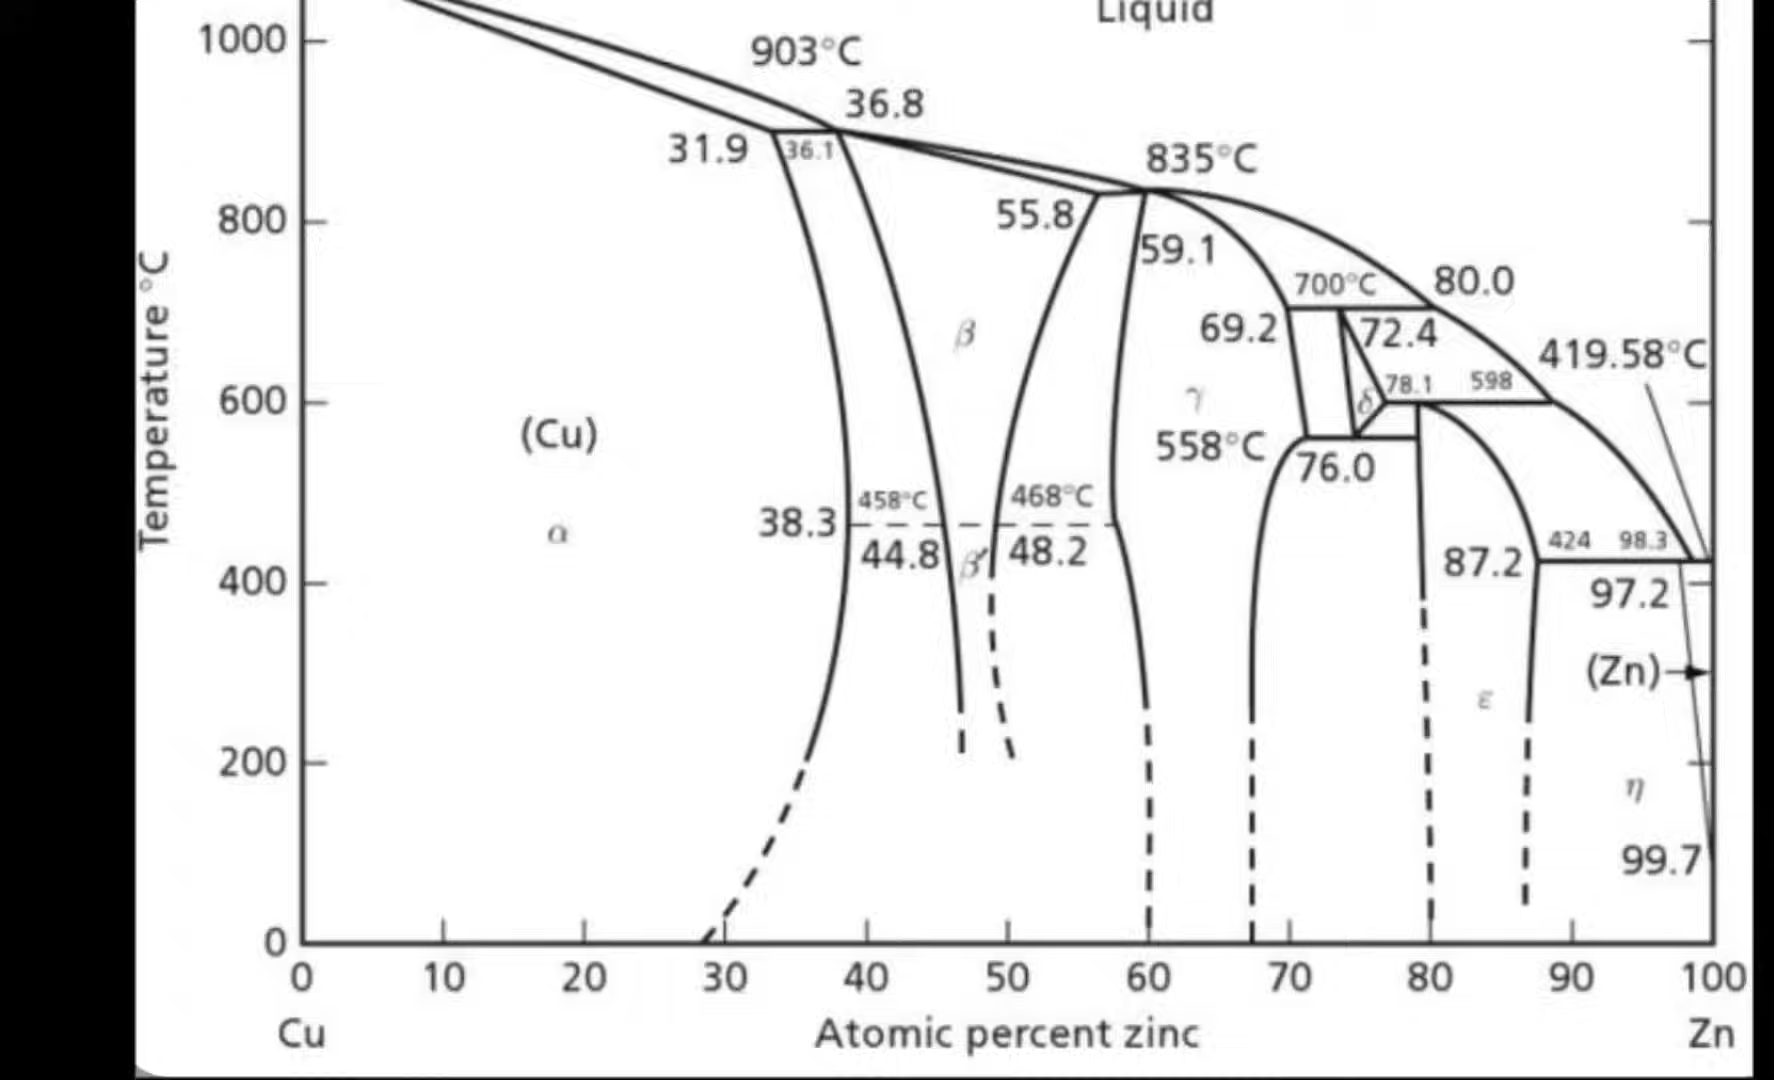 Liquid
1000
903°C
36.8
31.9
36.1
835°C
800
55.8
59.1
700°C
80.0
69.2
72.4
419.58°C
β
γ
δ
78.1
598
600
(Cu)
558°C
76.0
38.3
458°C
468°C
α
44.8
β′
48.2
424
98.3
87.2
400
97.2
(Zn)
ε
200
η
99.7
0
Temperature °C
0 10 20 30 40 50 60 70 80 90 100
Cu
Atomic percent zinc
Zn